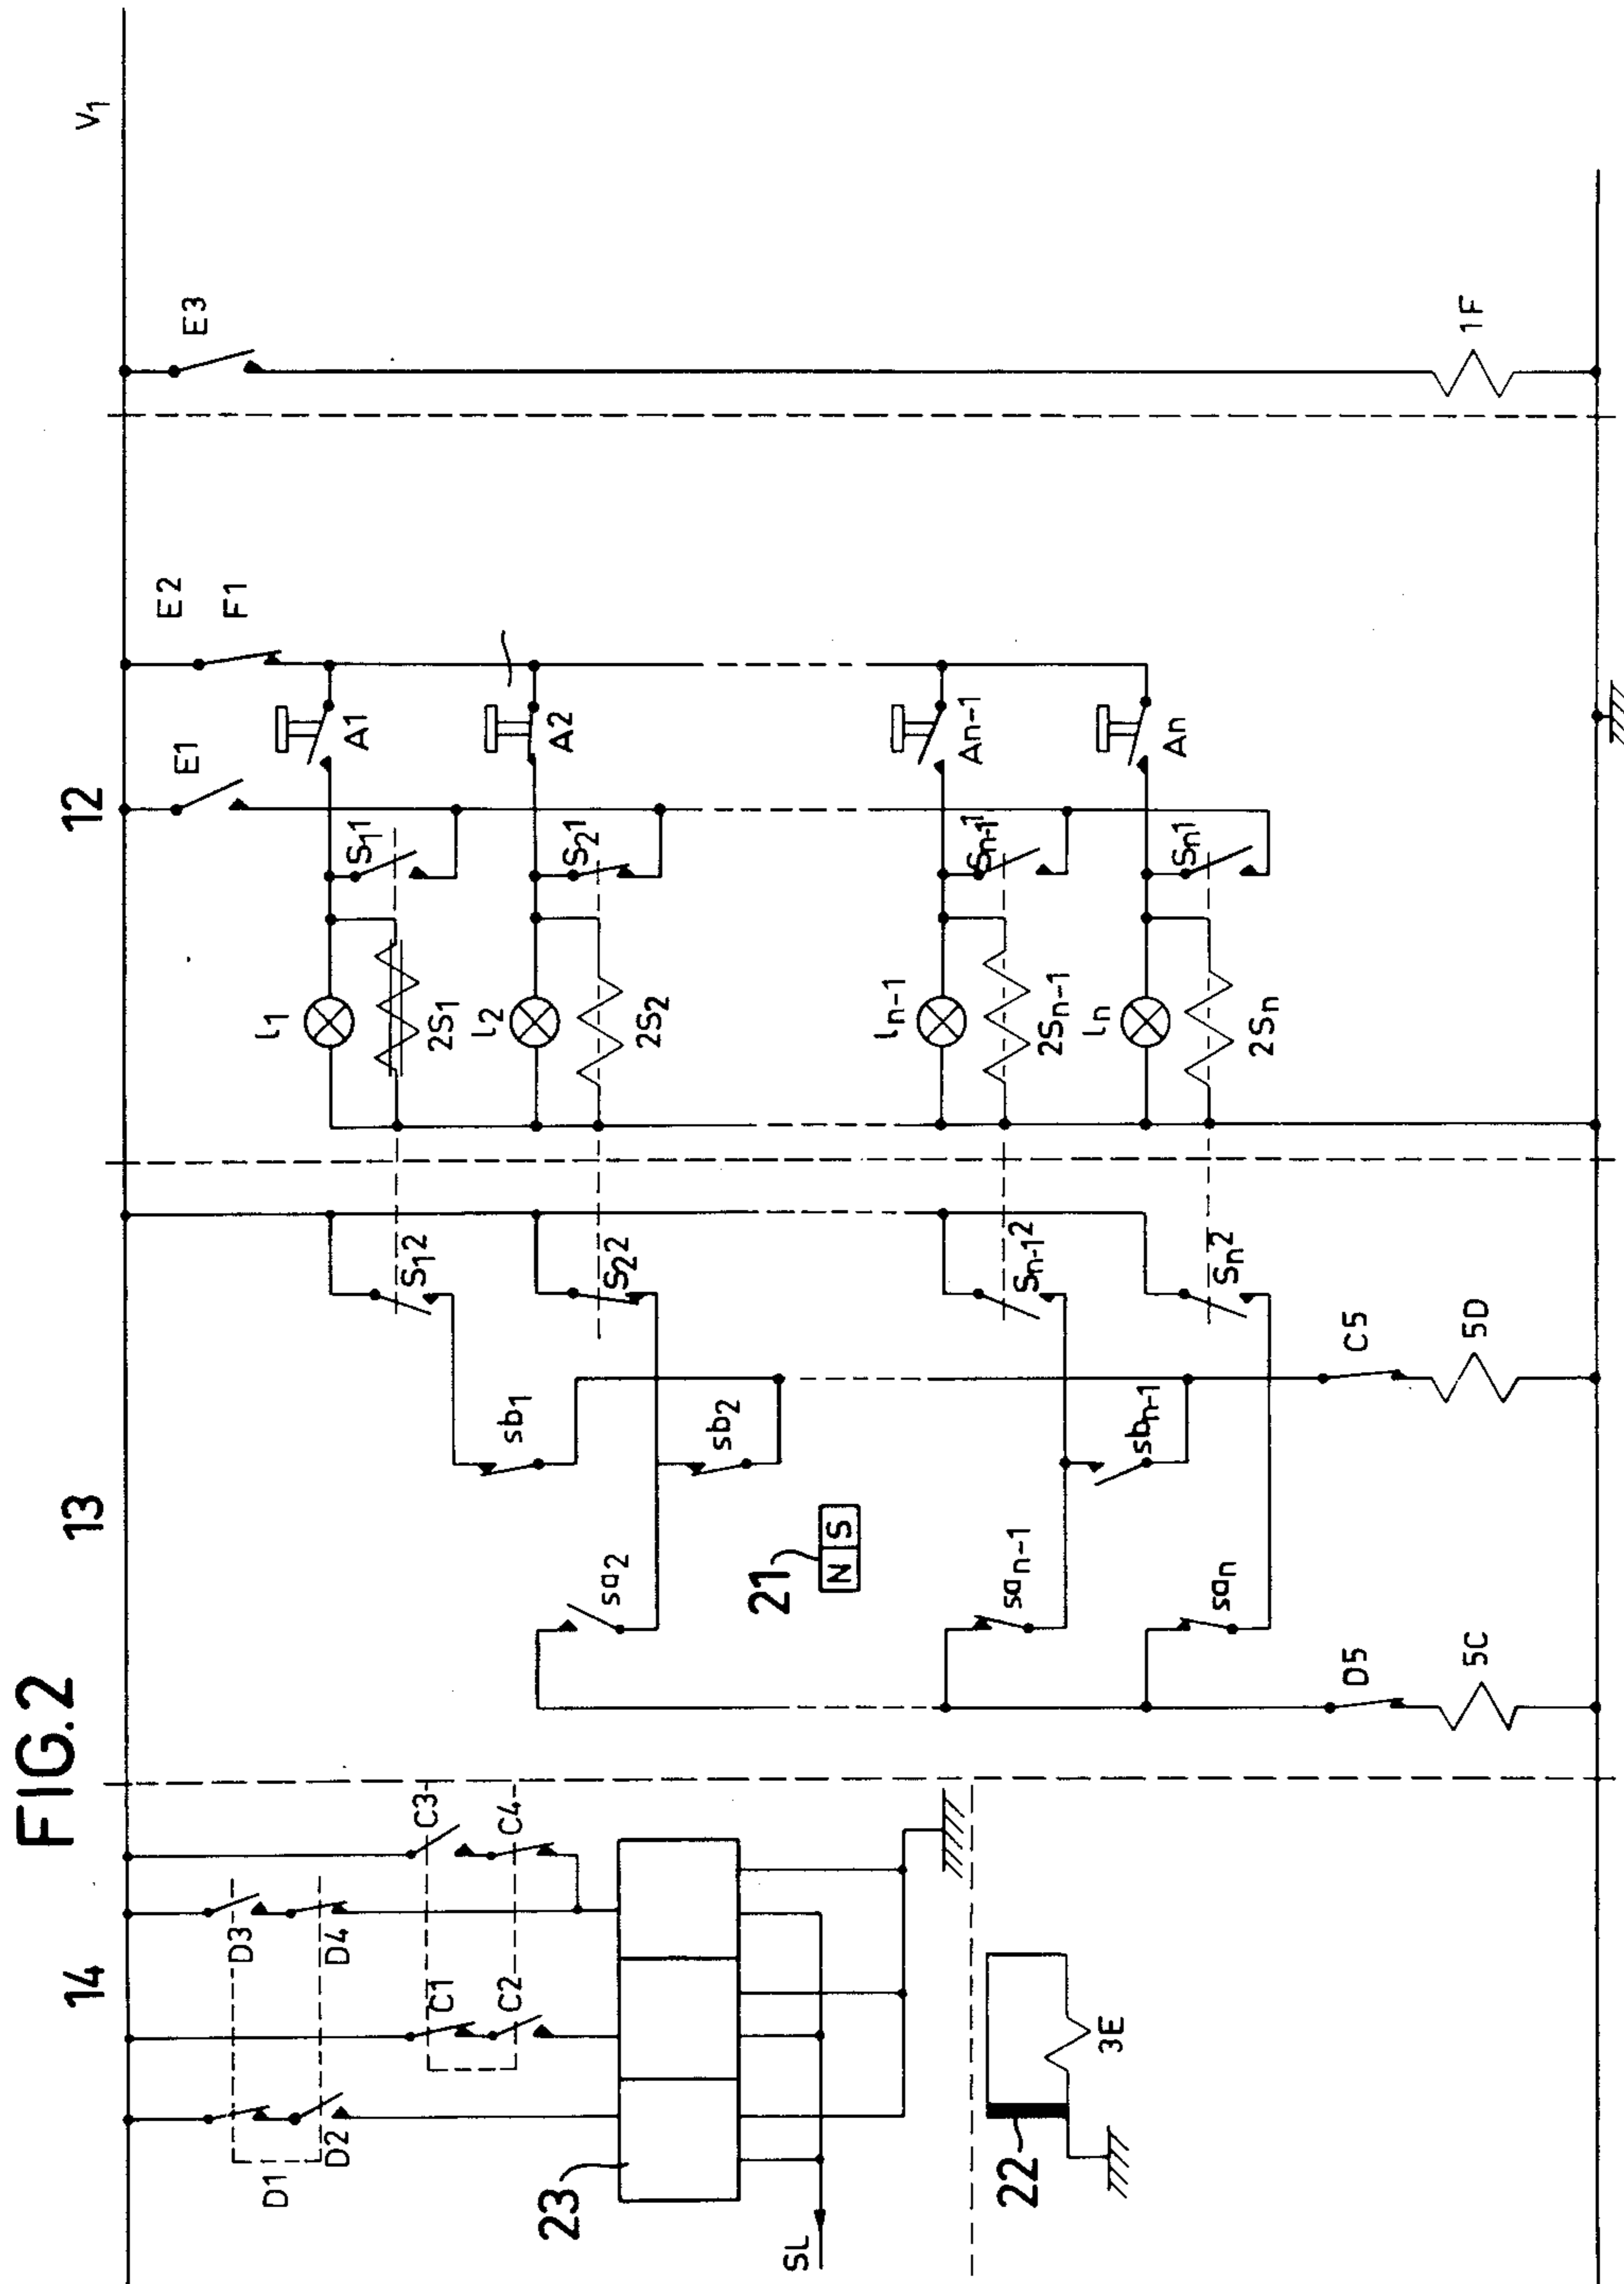 FIG.2
14
13
12
V1
D1
D2
D3
D4
C1
C2
C3
C4
23
SL
22
3E
S12
sb1
S22
sb2
sa2
21
N S
Sn-12
sbn-1
san-1
Sn2
san
C5
5D
D5
5C
E1
E2
F1
A1
S11
l1
2S1
A2
S21
l2
2S2
An-1
Sn-11
ln-1
2Sn-1
An
Sn1
ln
2Sn
E3
1F